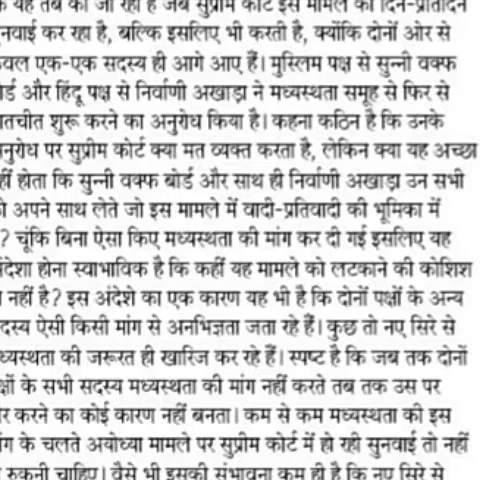 यह तब की जा रही है जब सुप्रीम कोर्ट इस मामले की दिन-प्रतिदिन
नवाई कर रहा है, बल्कि इसलिए भी करती है, क्योंकि दोनों ओर से
वल एक-एक सदस्य ही आगे आए हैं। मुस्लिम पक्ष से सुन्नी वक्फ
र्ड और हिंदू पक्ष से निर्वाणी अखाड़ा ने मध्यस्थता समूह से फिर से
तचीत शुरू करने का अनुरोध किया है। कहना कठिन है कि उनके
नुरोध पर सुप्रीम कोर्ट क्या मत व्यक्त करता है, लेकिन क्या यह अच्छा
हीं होता कि सुन्नी वक्फ बोर्ड और साथ ही निर्वाणी अखाड़ा उन सभी
अपने साथ लेते जो इस मामले में वादी-प्रतिवादी की भूमिका में
? चूंकि बिना ऐसा किए मध्यस्थता की मांग कर दी गई इसलिए यह
ंदेशा होना स्वाभाविक है कि कहीं यह मामले को लटकाने की कोशिश
नहीं है? इस अंदेशे का एक कारण यह भी है कि दोनों पक्षों के अन्य
दस्य ऐसी किसी मांग से अनभिज्ञता जता रहे हैं। कुछ तो नए सिरे से
ध्यस्थता की जरूरत ही खारिज कर रहे हैं। स्पष्ट है कि जब तक दोनों
क्षों के सभी सदस्य मध्यस्थता की मांग नहीं करते तब तक उस पर
र करने का कोई कारण नहीं बनता। कम से कम मध्यस्थता की इस
ंग के चलते अयोध्या मामले पर सुप्रीम कोर्ट में हो रही सुनवाई तो नहीं
रुकनी चाहिए। वैसे भी इसकी संभावना कम ही है कि नए सिरे से